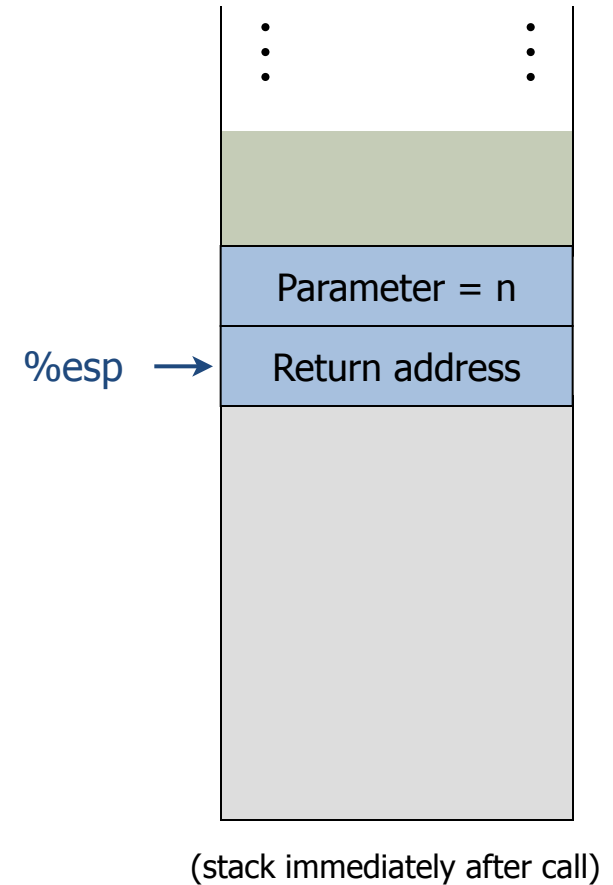 Parameter = n
%esp
Return address
(stack immediately after call)